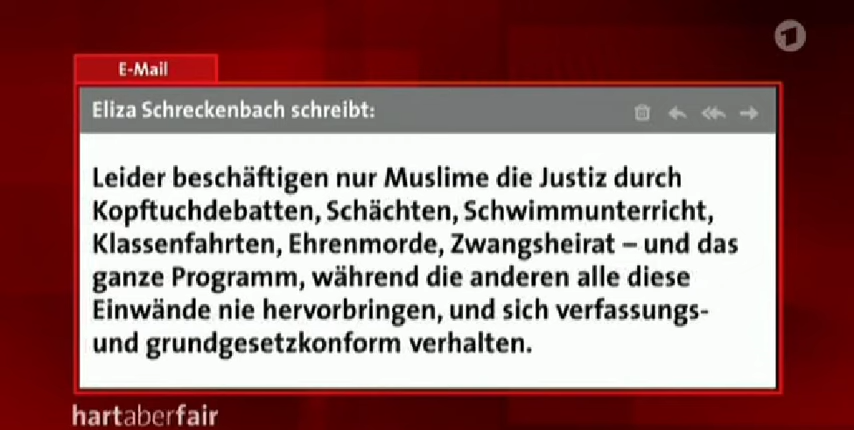 1
E-Mail
Eliza Schreckenbach schreibt:
Leider beschäftigen nur Muslime die Justiz durch
Kopftuchdebatten, Schächten, Schwimmunterricht,
Klassenfahrten, Ehrenmorde, Zwangsheirat – und das
ganze Programm, während die anderen alle diese
Einwände nie hervorbringen, und sich verfassungs-
und grundgesetzkonform verhalten.
hartaberfair